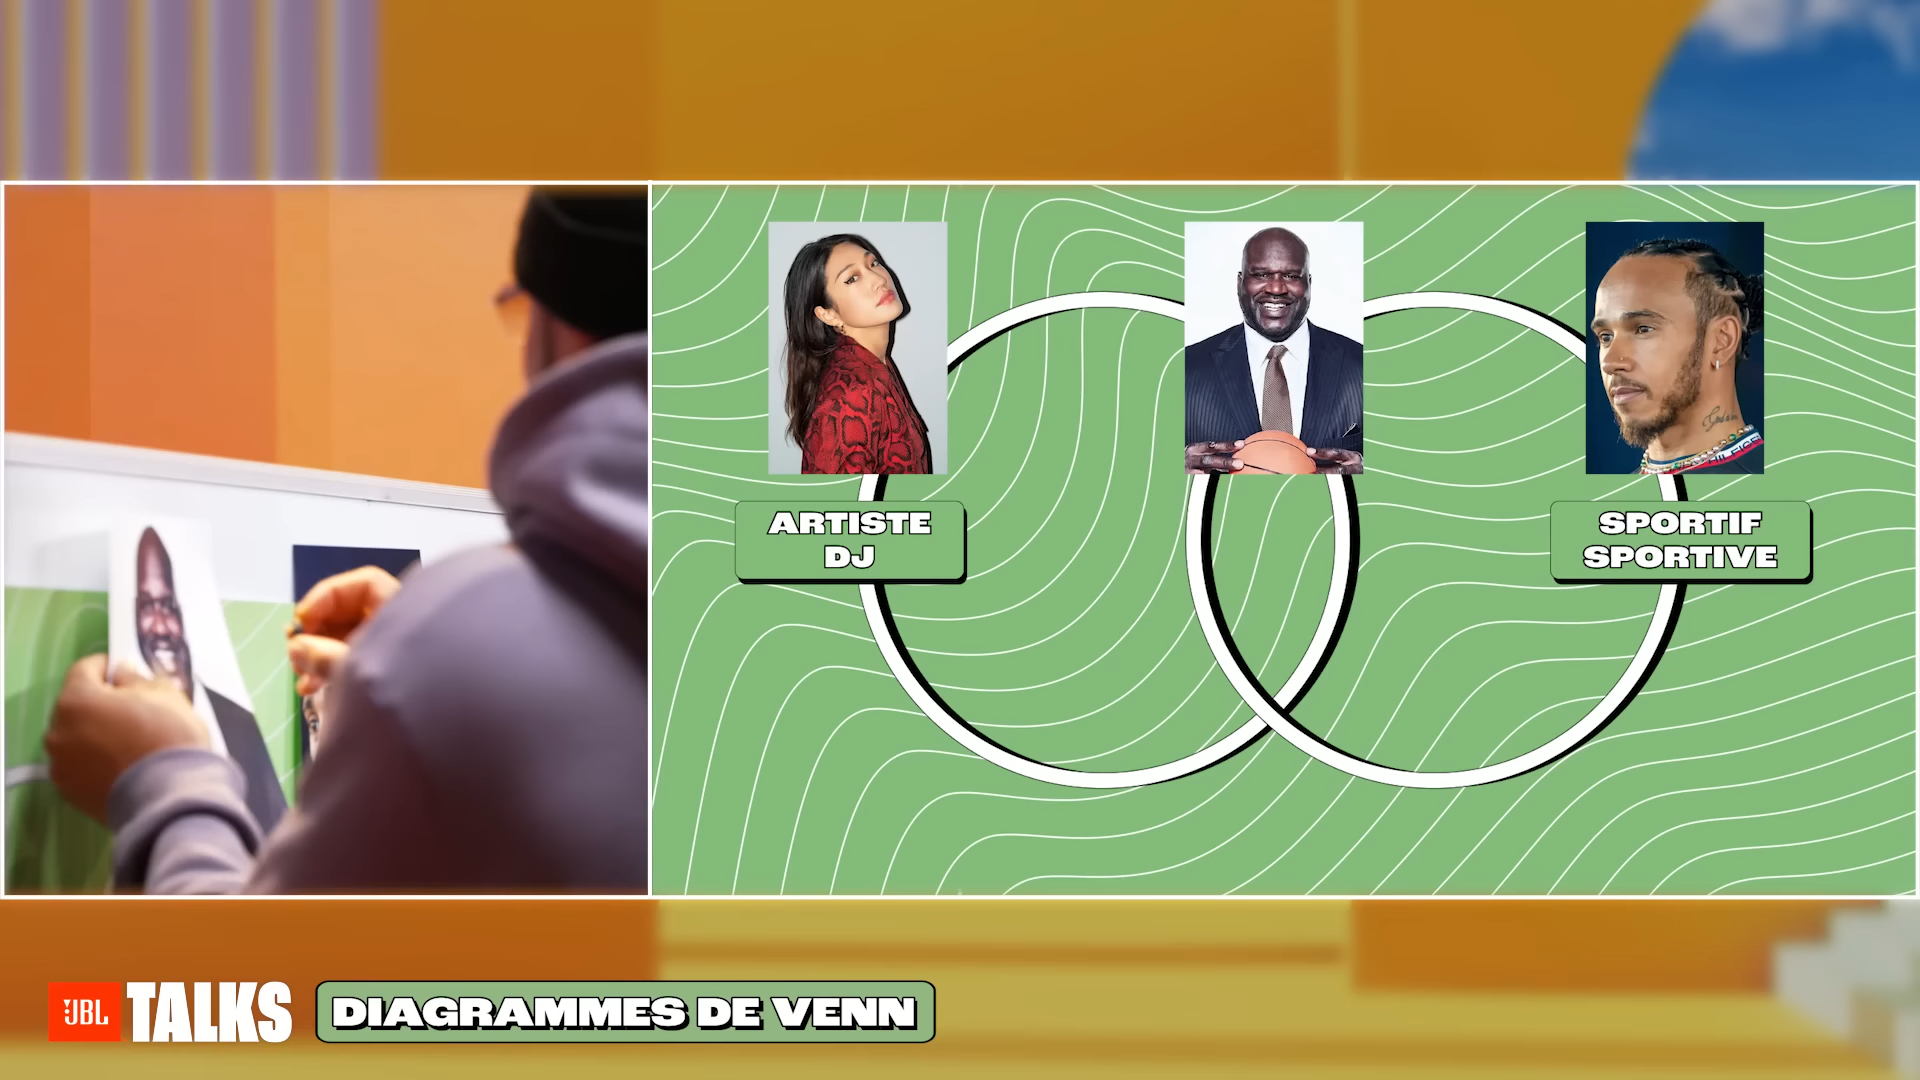 ARTISTE
DJ
SPORTIF
SPORTIVE
JBL TALKS
DIAGRAMMES DE VENN